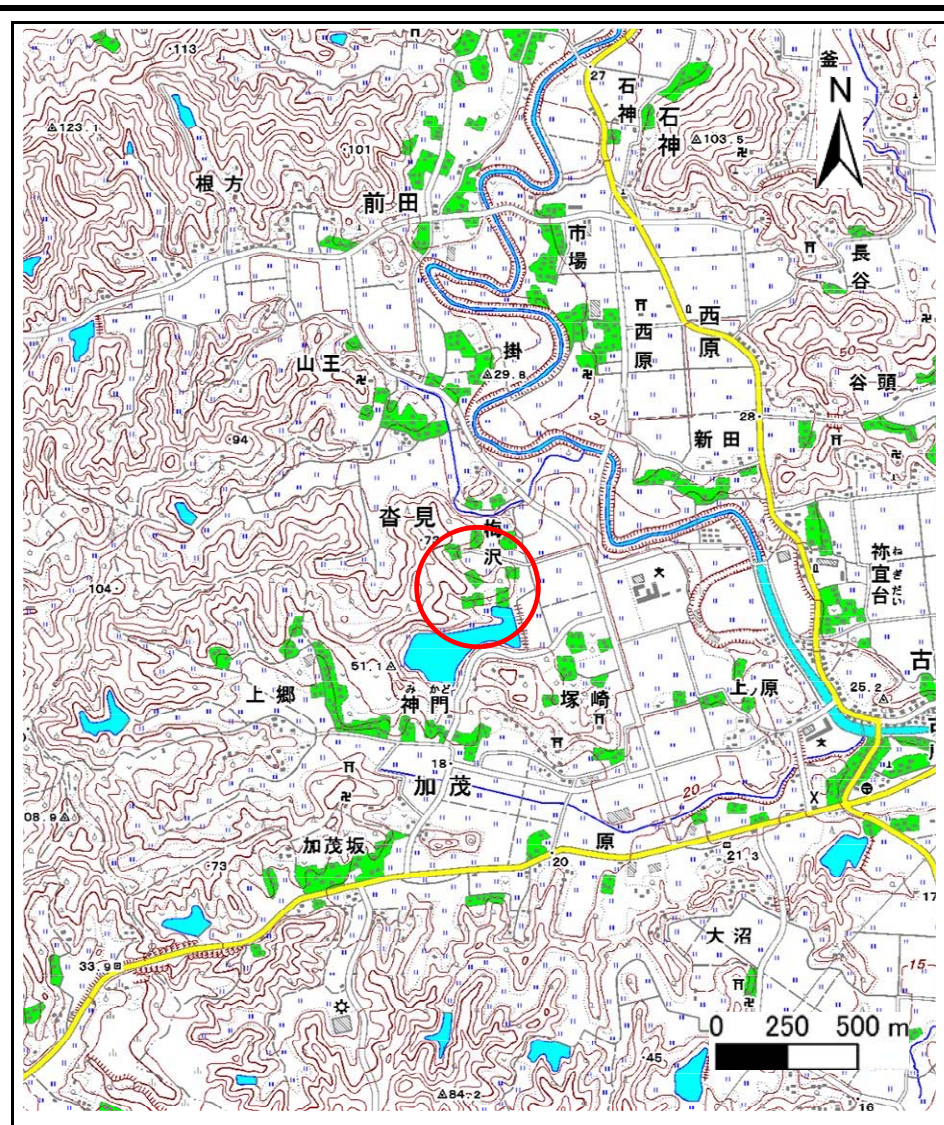 113
27
釜
石神
石神
N
123.1
101
103.5
根方
前田
市場
長谷
掛
西原
西原
50
山王
29.8
谷頭
30
28
94
新田
沓見
梅沢
祢宜台
ねぎだい
104
51.1
上郷
神門
みかど
塚崎
上ノ原
古
25.2
18
加茂
20
加茂坂
原
73
20
21.3
17
大沼
33.9
15
0 250 500 m
45
84.2
16